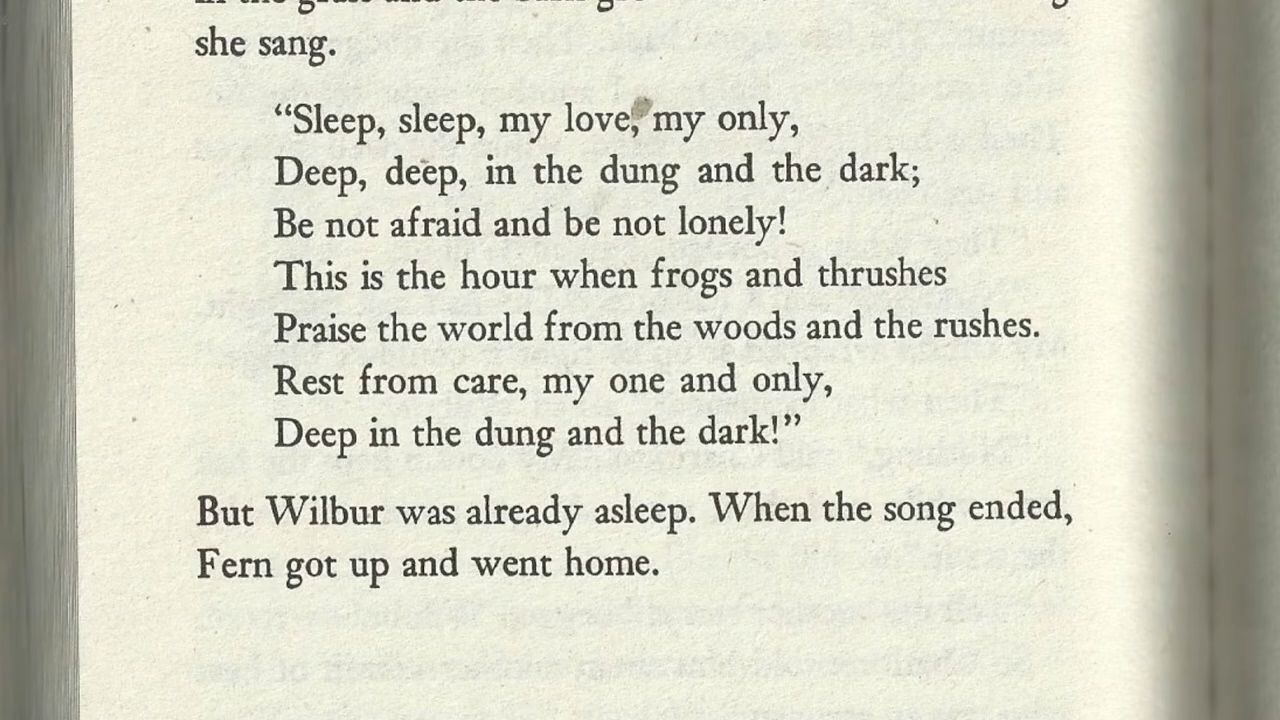 she sang.
“Sleep, sleep, my love, my only,
Deep, deep, in the dung and the dark;
Be not afraid and be not lonely!
This is the hour when frogs and thrushes
Praise the world from the woods and the rushes.
Rest from care, my one and only,
Deep in the dung and the dark!”
But Wilbur was already asleep. When the song ended,
Fern got up and went home.